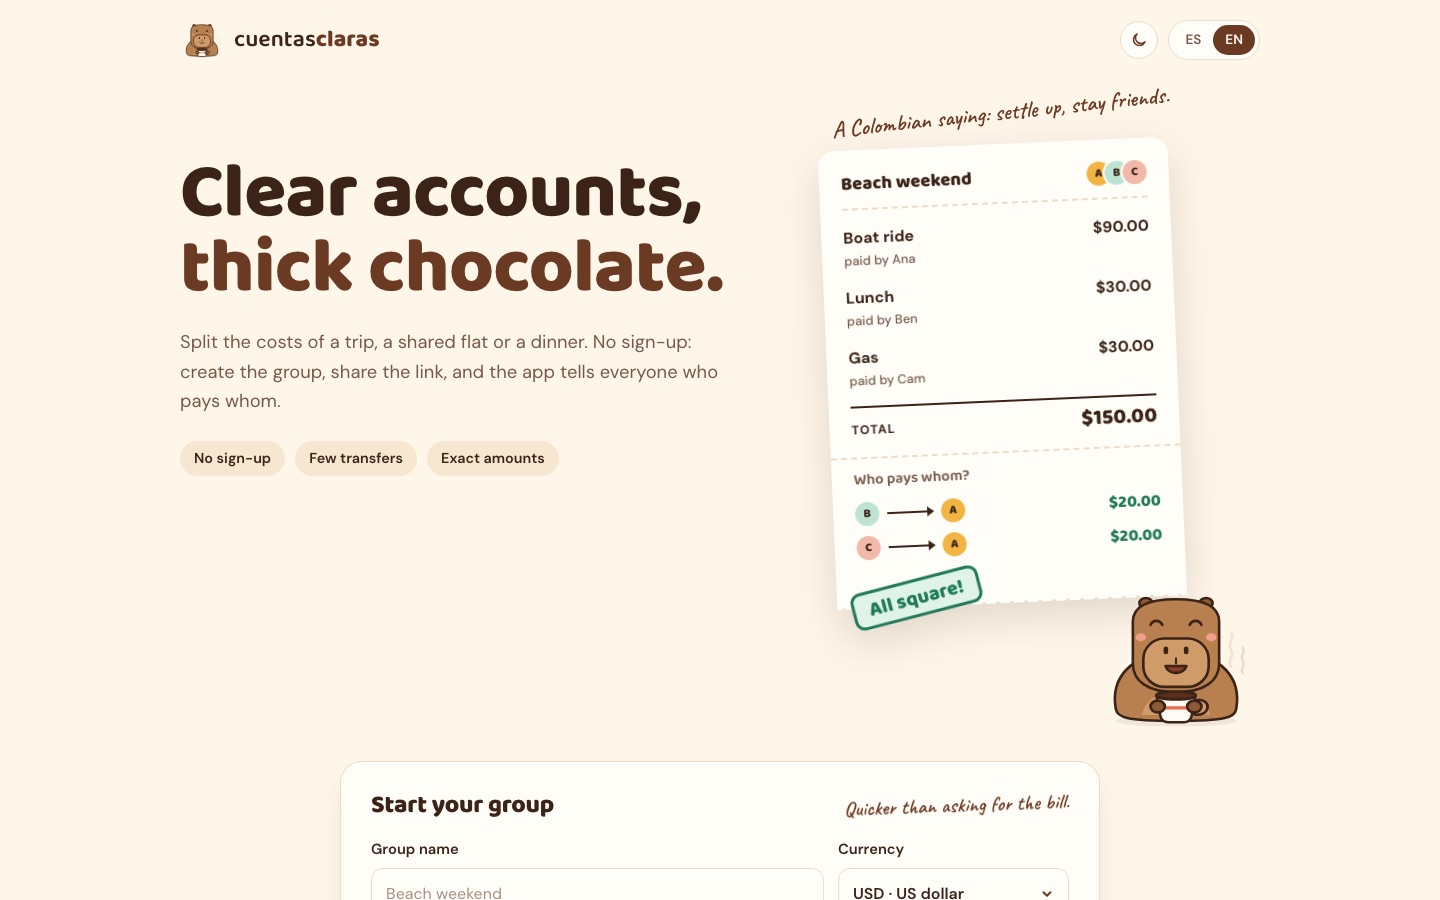 cuentasclaras
ES EN
A Colombian saying: settle up, stay friends.
Clear accounts,
thick chocolate.
Split the costs of a trip, a shared flat or a dinner. No sign-up:
create the group, share the link, and the app tells everyone who
pays whom.
No sign-up Few transfers Exact amounts
Beach weekend A B C
Boat ride $90.00
paid by Ana
Lunch $30.00
paid by Ben
Gas $30.00
paid by Cam
TOTAL $150.00
Who pays whom?
B A $20.00
C A $20.00
All square!
Start your group
Quicker than asking for the bill.
Group name Currency
Beach weekend USD · US dollar